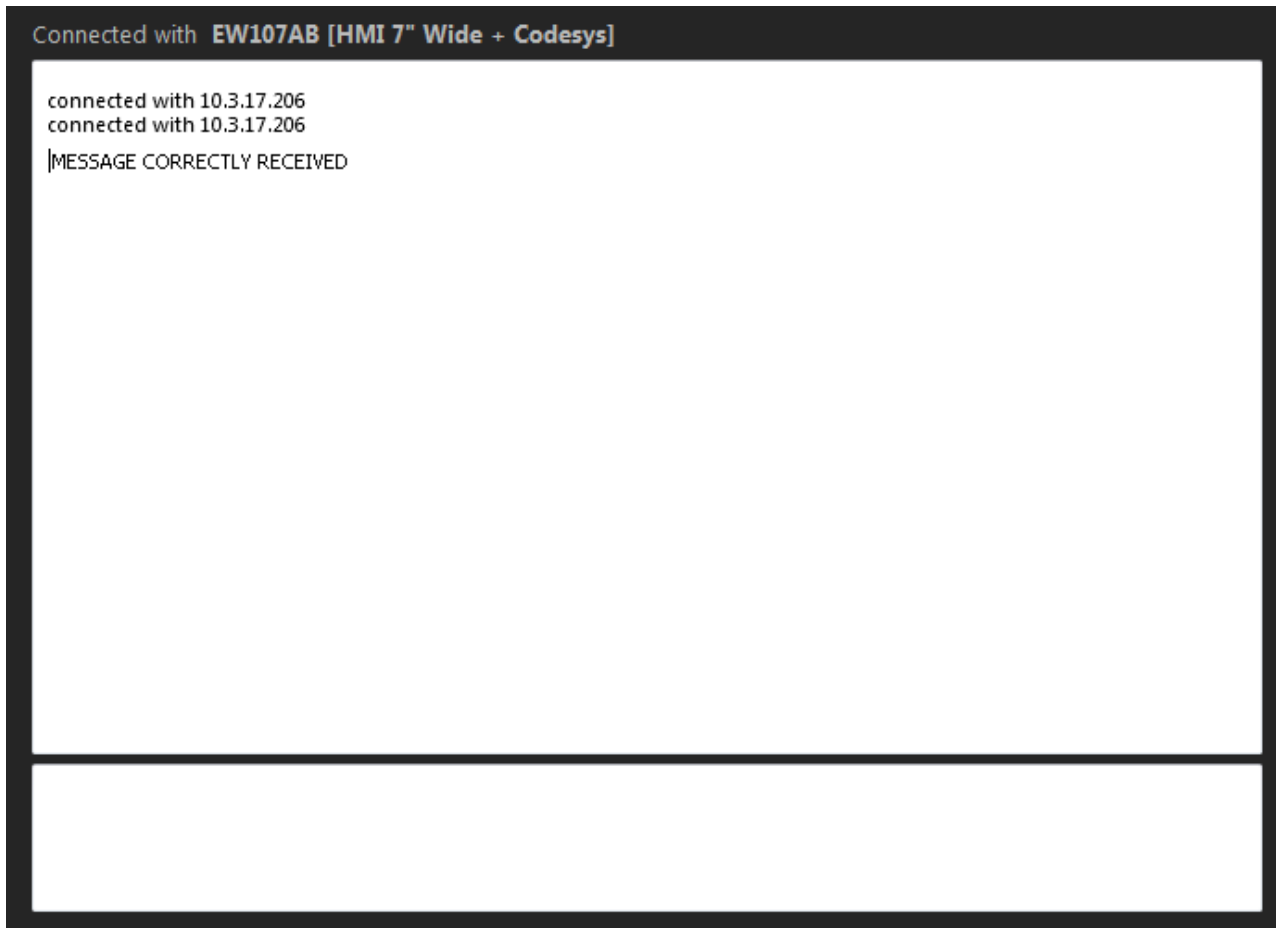 Connected with EW107AB [HMI 7" Wide + Codesys]
connected with 10.3.17.206
connected with 10.3.17.206
MESSAGE CORRECTLY RECEIVED